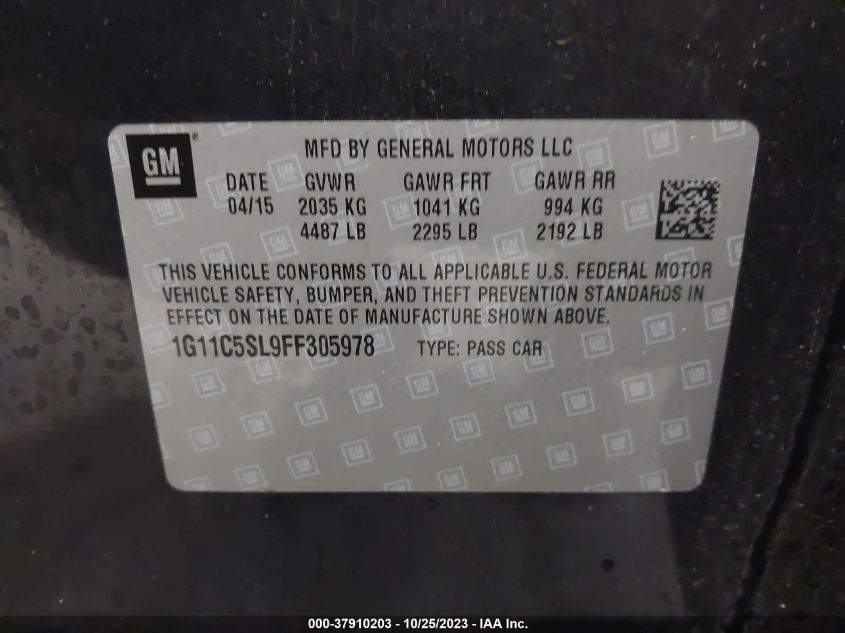 GM
MFD BY GENERAL MOTORS LLC
DATE GVWR GAWR FRT GAWR RR
04/15 2035 KG 1041 KG 994 KG
4487 LB 2295 LB 2192 LB
THIS VEHICLE CONFORMS TO ALL APPLICABLE U.S. FEDERAL MOTOR
VEHICLE SAFETY, BUMPER, AND THEFT PREVENTION STANDARDS IN
EFFECT ON THE DATE OF MANUFACTURE SHOWN ABOVE.
1G11C5SL9FF305978 TYPE: PASS CAR
000-37910203 - 10/25/2023 - IAA Inc.